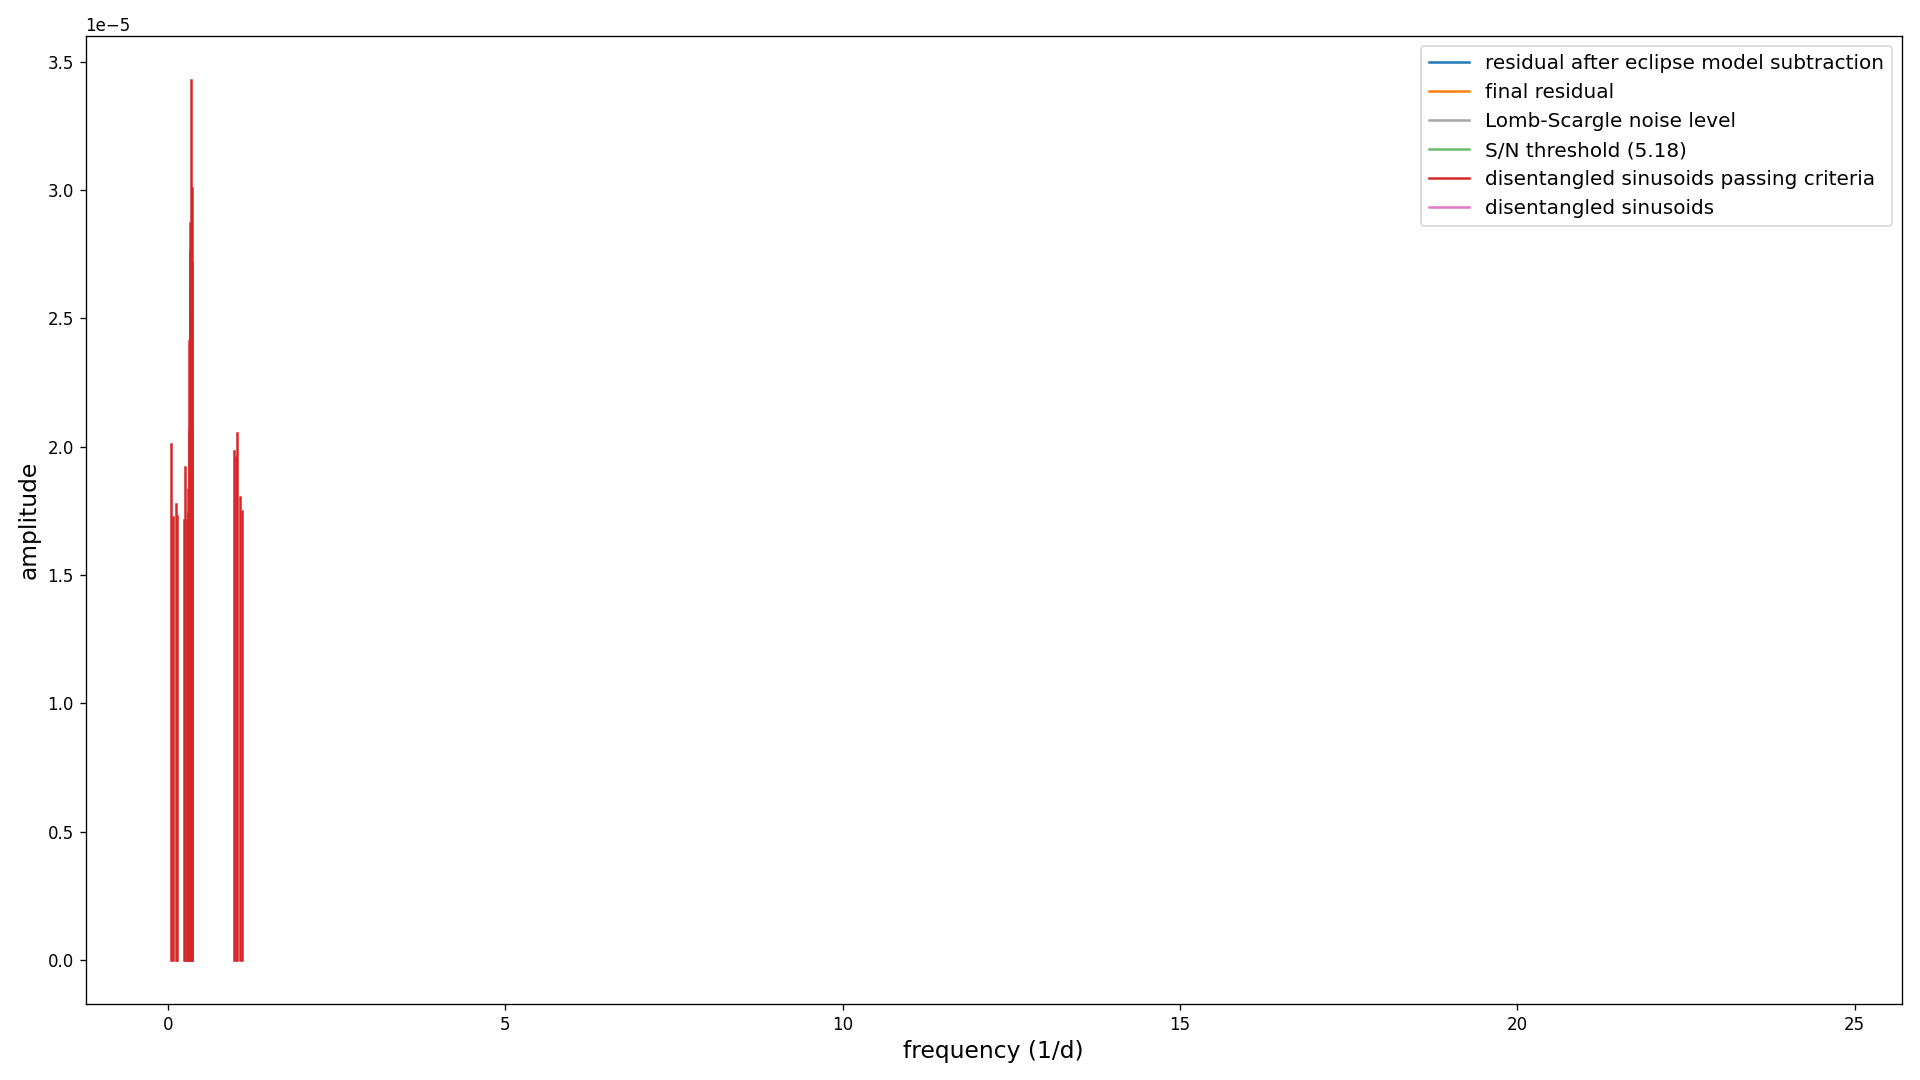 1e−5
3.5
3.0
2.5
2.0
1.5
1.0
0.5
0.0
amplitude
residual after eclipse model subtraction
final residual
Lomb-Scargle noise level
S/N threshold (5.18)
disentangled sinusoids passing criteria
disentangled sinusoids
0 5 10 15 20 25
frequency (1/d)